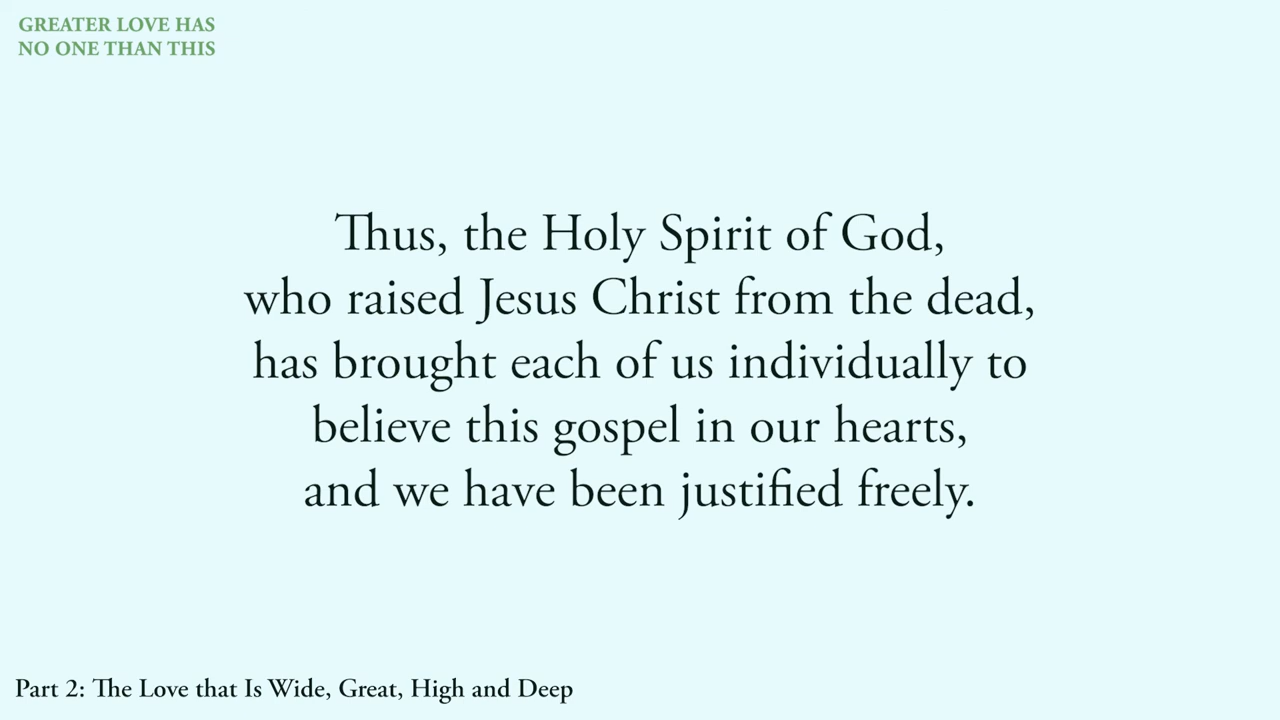 GREATER LOVE HAS
NO ONE THAN THIS
Thus, the Holy Spirit of God,
who raised Jesus Christ from the dead,
has brought each of us individually to
believe this gospel in our hearts,
and we have been justified freely.
Part 2: The Love that Is Wide, Great, High and Deep